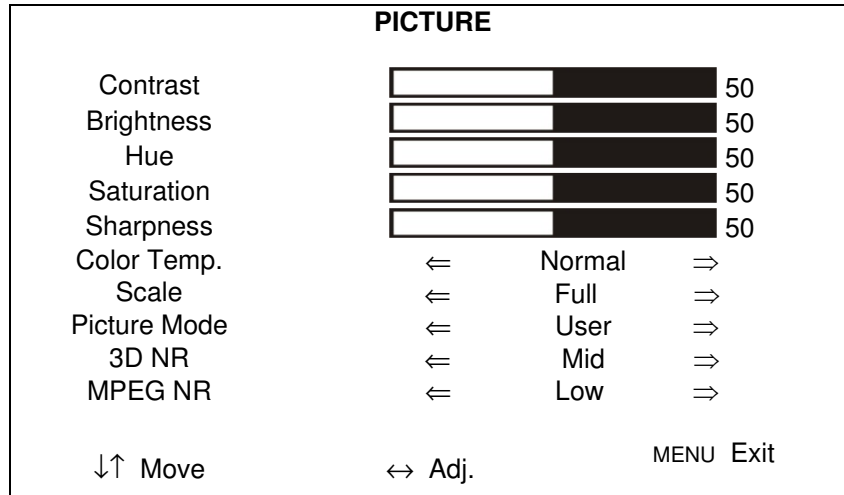 PICTURE
Contrast 50
Brightness 50
Hue 50
Saturation 50
Sharpness 50
Color Temp. ⇐ Normal ⇒
Scale ⇐ Full ⇒
Picture Mode ⇐ User ⇒
3D NR ⇐ Mid ⇒
MPEG NR ⇐ Low ⇒
↓↑ Move ↔ Adj. MENU Exit